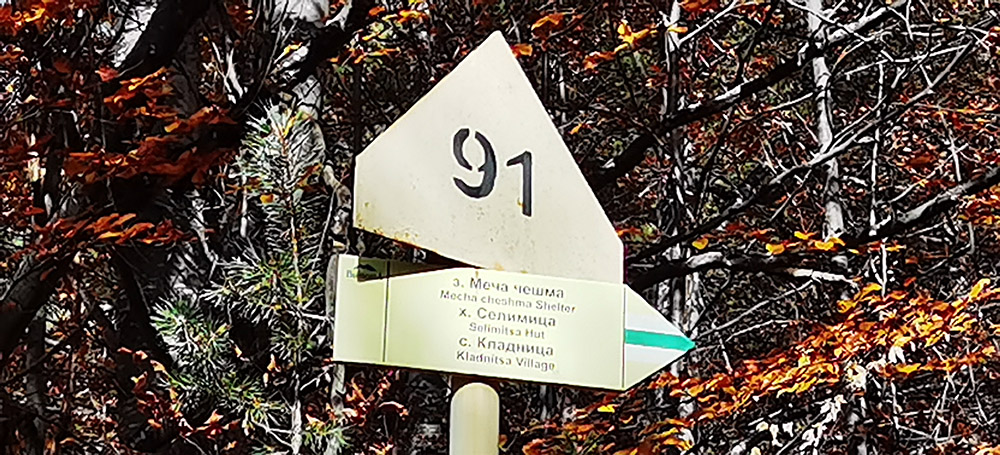 91
з. Меча чешма
Mecha cheshma Shelter
х. Селимица
Selimitsa Hut
с. Кладница
Kladnitsa Village